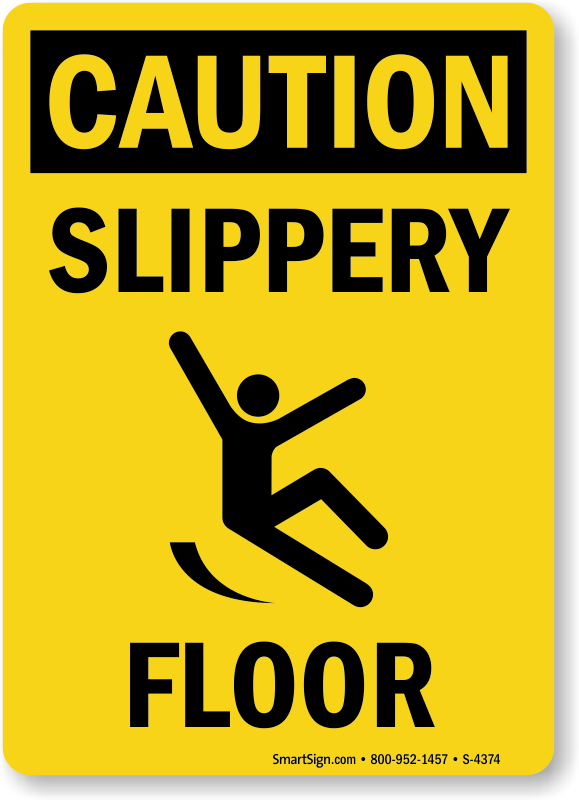 CAUTION
SLIPPERY
FLOOR
SmartSign.com • 800-952-1457 • S-4374